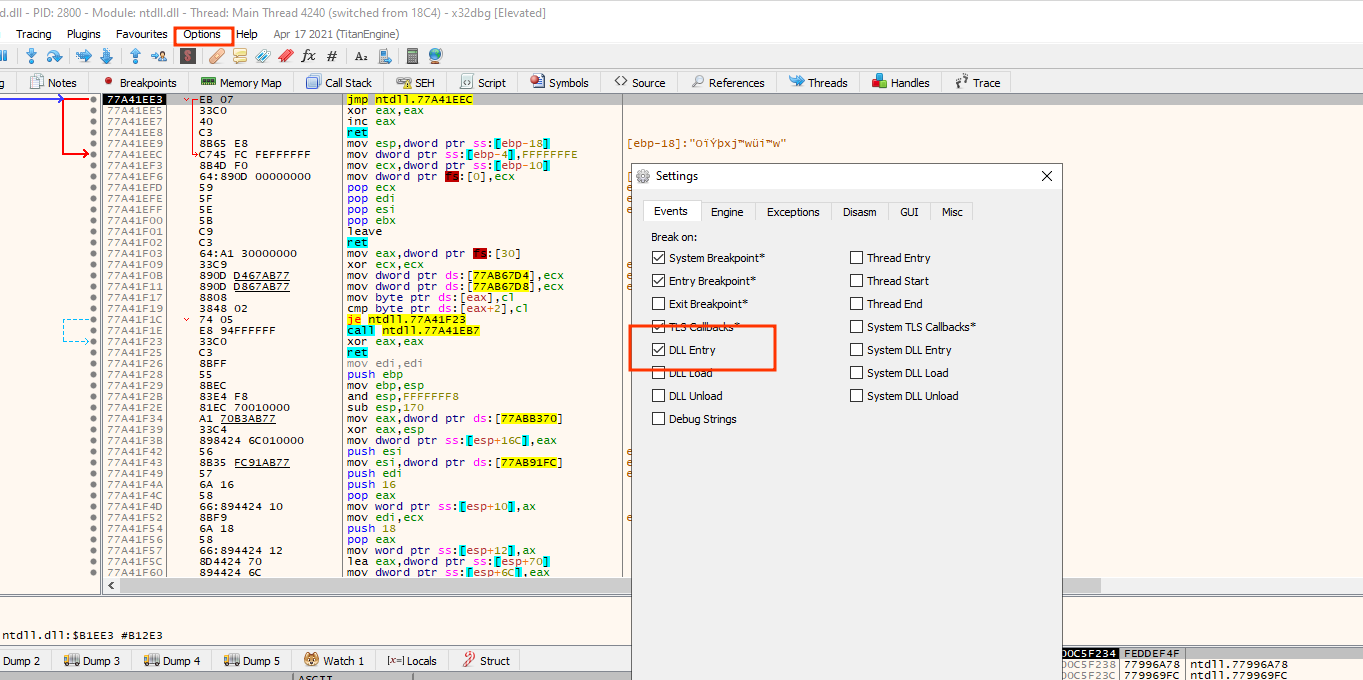 d.dll - PID: 2800 - Module: ntdll.dll - Thread: Main Thread 4240 (switched from 18C4) - x32dbg [Elevated]
Tracing Plugins Favourites Options Help Apr 17 2021 (TitanEngine)
g Notes Breakpoints Memory Map Call Stack SEH Script Symbols Source References Threads Handles Trace
77A41EE3 EB 07 jmp ntdll.77A41EEC
77A41EE5 33C0 xor eax,eax
77A41EE7 40 inc eax
77A41EE8 C3 ret
77A41EE9 8B65 E8 mov esp,dword ptr ss:[ebp-18] [ebp-18]:"OïÝþxj™wüi™w"
77A41EEC C745 FC FEFFFFFF mov dword ptr ss:[ebp-4],FFFFFFFE
77A41EF3 8B4D F0 mov ecx,dword ptr ss:[ebp-10]
77A41EF6 64:890D 00000000 mov dword ptr fs:[0],ecx
77A41EFD 59 pop ecx
77A41EFE 5F pop edi
77A41EFF 5E pop esi
77A41F00 5B pop ebx
77A41F01 C9 leave
77A41F02 C3 ret
77A41F03 64:A1 30000000 mov eax,dword ptr fs:[30]
77A41F09 33C9 xor ecx,ecx
77A41F0B 890D D467AB77 mov dword ptr ds:[77AB67D4],ecx
77A41F11 890D D867AB77 mov dword ptr ds:[77AB67D8],ecx
77A41F17 8808 mov byte ptr ds:[eax],cl
77A41F19 3848 02 cmp byte ptr ds:[eax+2],cl
77A41F1C 74 05 je ntdll.77A41F23
77A41F1E E8 94FFFFFF call ntdll.77A41EB7
77A41F23 33C0 xor eax,eax
77A41F25 C3 ret
77A41F26 8BFF mov edi,edi
77A41F28 55 push ebp
77A41F29 8BEC mov ebp,esp
77A41F2B 83E4 F8 and esp,FFFFFFF8
77A41F2E 81EC 70010000 sub esp,170
77A41F34 A1 70B3AB77 mov eax,dword ptr ds:[77ABB370]
77A41F39 33C4 xor eax,esp
77A41F3B 898424 6C010000 mov dword ptr ss:[esp+16C],eax
77A41F42 56 push esi
77A41F43 8B35 FC91AB77 mov esi,dword ptr ds:[77AB91FC]
77A41F49 57 push edi
77A41F4A 6A 16 push 16
77A41F4C 58 pop eax
77A41F4D 66:894424 10 mov word ptr ss:[esp+10],ax
77A41F52 8BF9 mov edi,ecx
77A41F54 6A 18 push 18
77A41F56 58 pop eax
77A41F57 66:894424 12 mov word ptr ss:[esp+12],ax
77A41F5C 8D4424 70 lea eax,dword ptr ss:[esp+70]
77A41F60 894424 6C mov dword ptr ss:[esp+6C],eax
Settings
Events Engine Exceptions Disasm GUI Misc
Break on:
System Breakpoint* Thread Entry
Entry Breakpoint* Thread Start
Exit Breakpoint* Thread End
TLS Callbacks* System TLS Callbacks*
DLL Entry System DLL Entry
DLL Load System DLL Load
DLL Unload System DLL Unload
Debug Strings
ntdll.dll:$B1EE3 #B12E3
Dump 2 Dump 3 Dump 4 Dump 5 Watch 1 [x=] Locals Struct
ASCII
00C5F234 FEDDEF4F
00C5F238 77996A78 ntdll.77996A78
00C5F23C 779969FC ntdll.779969FC